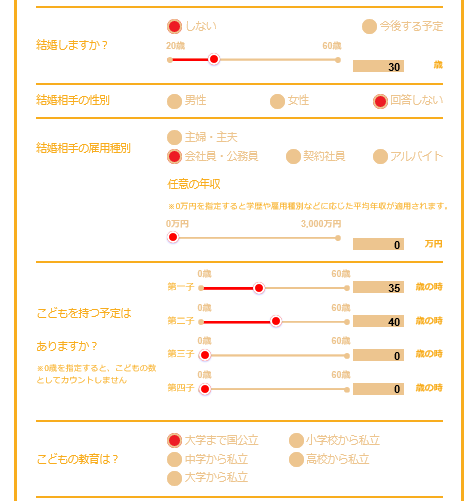 しない 今後する予定
結婚しますか？
20歳 60歳
30 歳
結婚相手の性別 男性 女性 回答しない
主婦・主夫
結婚相手の雇用種別
会社員・公務員 契約社員 アルバイト
任意の年収
※0万円を指定すると学歴や雇用種別などに応じた平均年収が適用されます。
0万円 3,000万円
0 万円
0歳 60歳
第一子 35 歳の時
0歳 60歳
こどもを持つ予定は
第二子 40 歳の時
0歳 60歳
ありますか？
第三子 0 歳の時
※0歳を指定すると、こどもの数
0歳 60歳
としてカウントしません
第四子 0 歳の時
大学まで国公立 小学校から私立
こどもの教育は？ 中学から私立 高校から私立
大学から私立